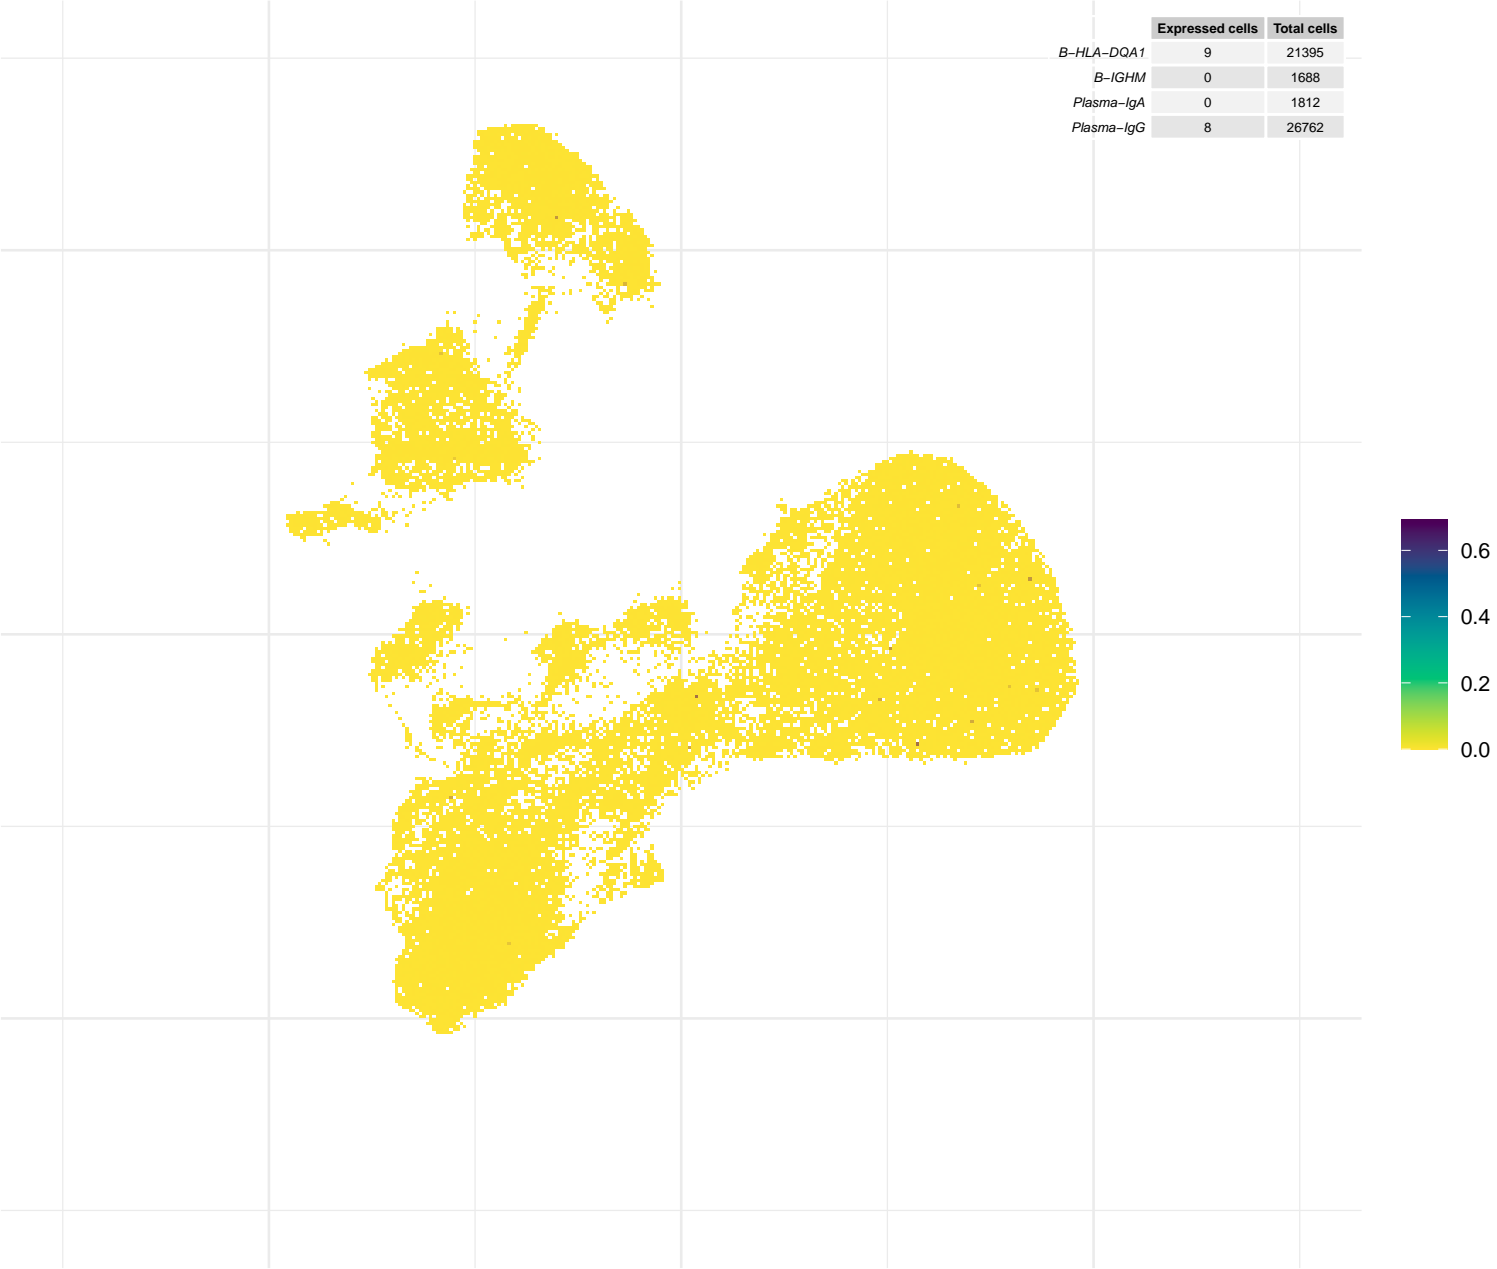 Expressed cells Total cells
B−HLA−DQA1 9 21395
B−IGHM 0 1688
Plasma−IgA 0 1812
Plasma−IgG 8 26762
0.6
0.4
0.2
0.0